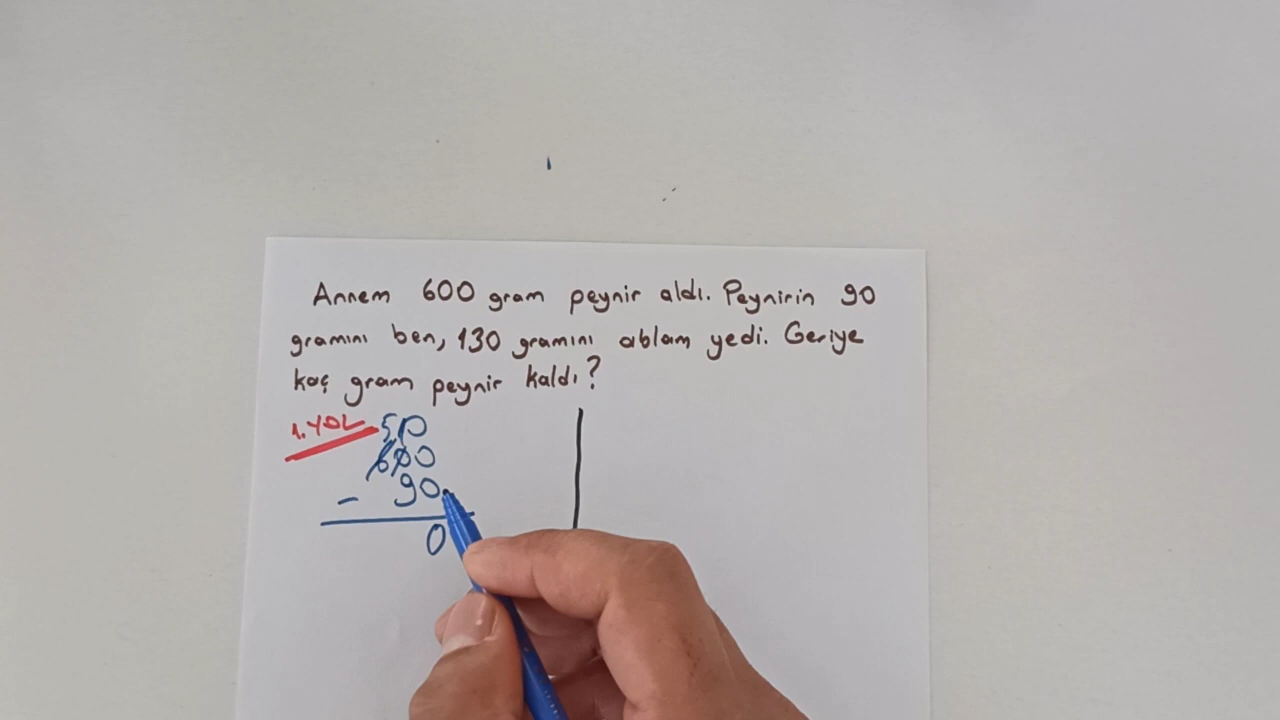 Annem 600 gram peynir aldı. Peynirin 90
gramını ben, 130 gramını ablam yedi. Geriye
kaç gram peynir kaldı?
1. YOL
5 10
600
- 90
0